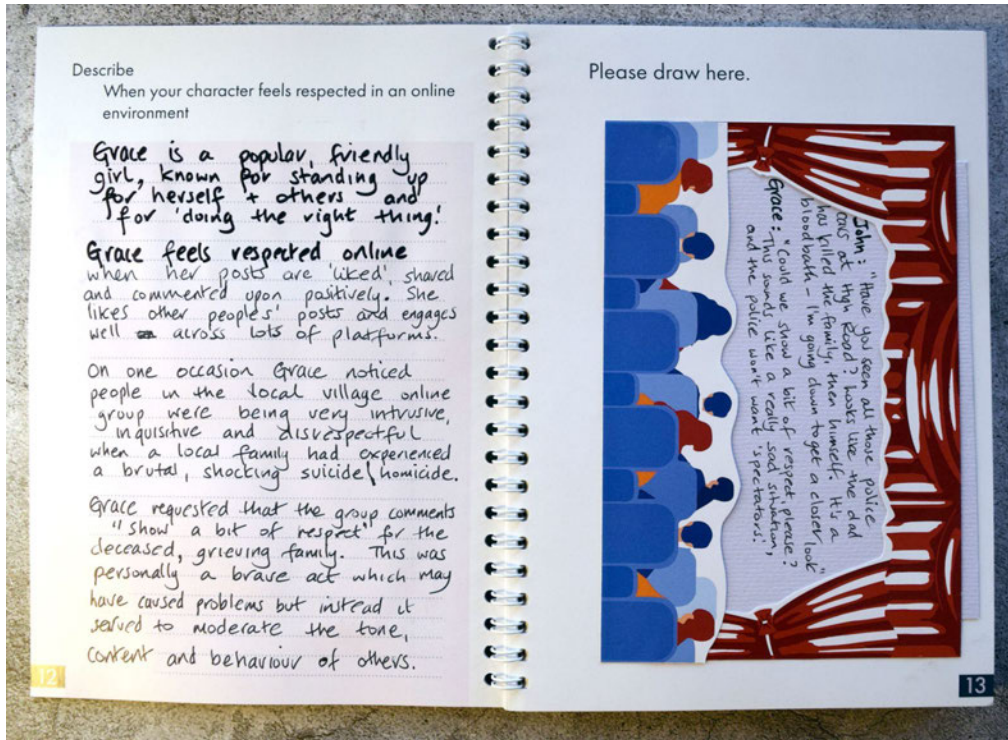 Describe
When your character feels respected in an online
environment
Grace is a popular, friendly
girl, known for standing up
for herself + others and
for 'doing the right thing!'
Grace feels respected online
when her posts are 'liked', shared
and commented upon positively. She
likes other peoples' posts and engages
well across lots of platforms.
On one occasion Grace noticed
people in the local village online
group were being very intrusive,
inquisitive and disrespectful
when a local family had experienced
a brutal, shocking suicide/homicide.
Grace requested that the group comments
"show a bit of respect" for the
deceased, grieving family. This was
personally a brave act which may
have caused problems but instead it
served to moderate the tone,
content and behaviour of others.
12
Please draw here.
John: "Have you seen all those police
cars at High Road? Looks like the dad
has killed the family, then himself. It's a
bloodbath - I'm going down to get a closer look"
Grace: "Could we show a bit of respect please?
This sounds like a really sad situation,
and the police won't want 'spectators'.
13